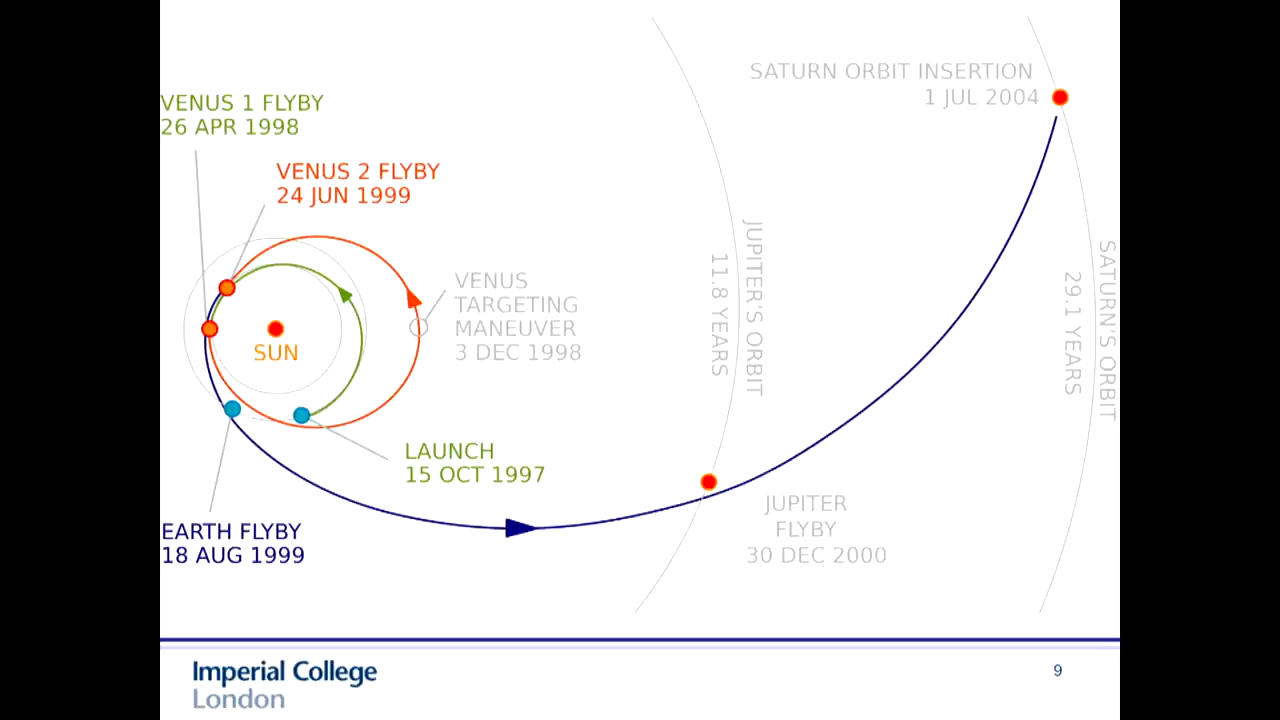 SATURN ORBIT INSERTION
1 JUL 2004
VENUS 1 FLYBY
26 APR 1998
VENUS 2 FLYBY
24 JUN 1999
VENUS
TARGETING
MANEUVER
3 DEC 1998
JUPITER'S ORBIT
11.8 YEARS
SATURN'S ORBIT
29.1 YEARS
SUN
LAUNCH
15 OCT 1997
JUPITER
FLYBY
30 DEC 2000
EARTH FLYBY
18 AUG 1999
Imperial College
London
9